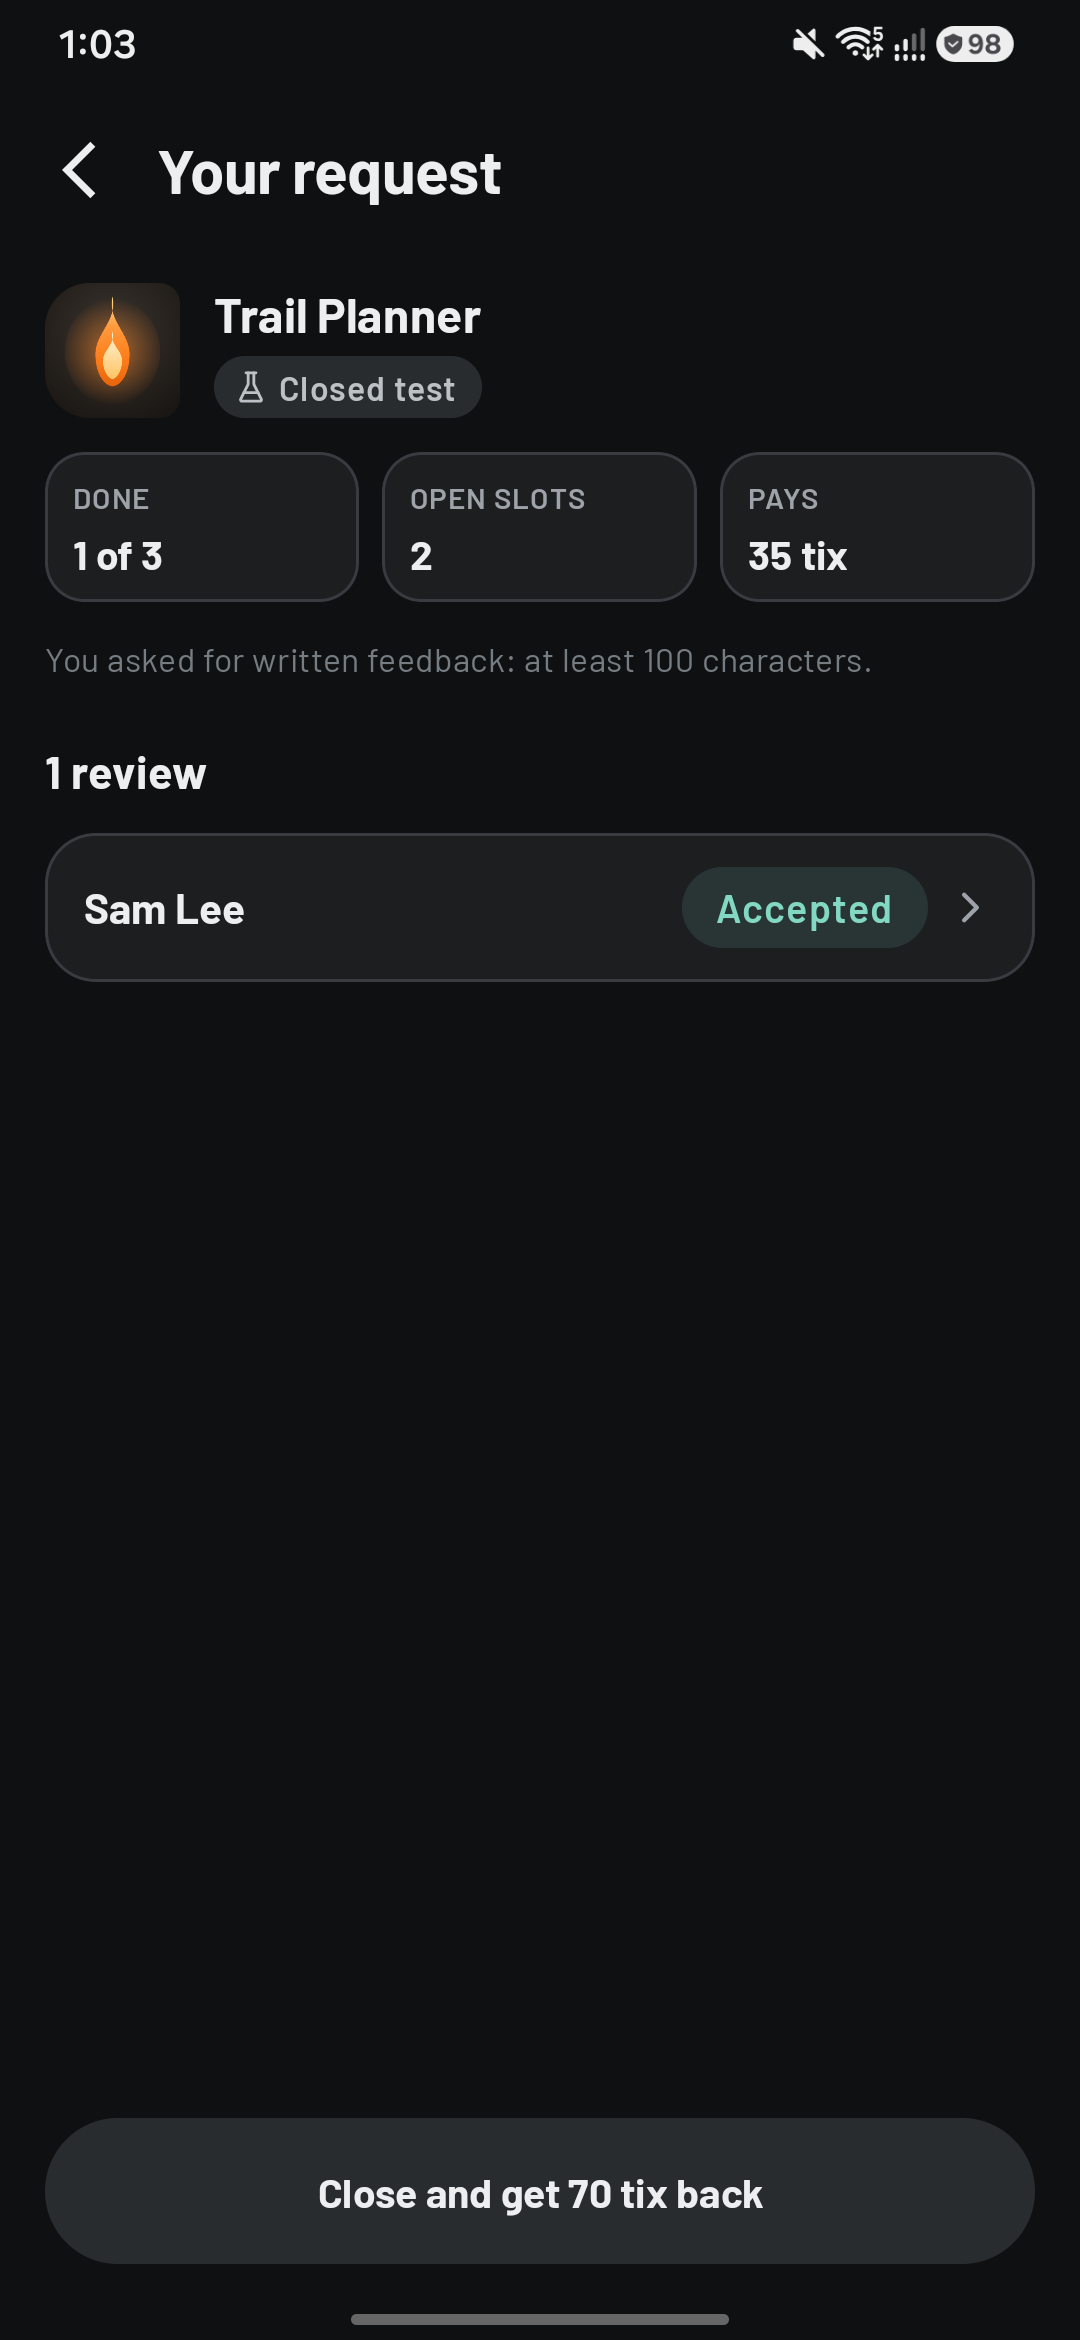 1:03
5
98
Your request
Trail Planner
Closed test
DONE
1 of 3
OPEN SLOTS
2
PAYS
35 tix
You asked for written feedback: at least 100 characters.
1 review
Sam Lee
Accepted
Close and get 70 tix back